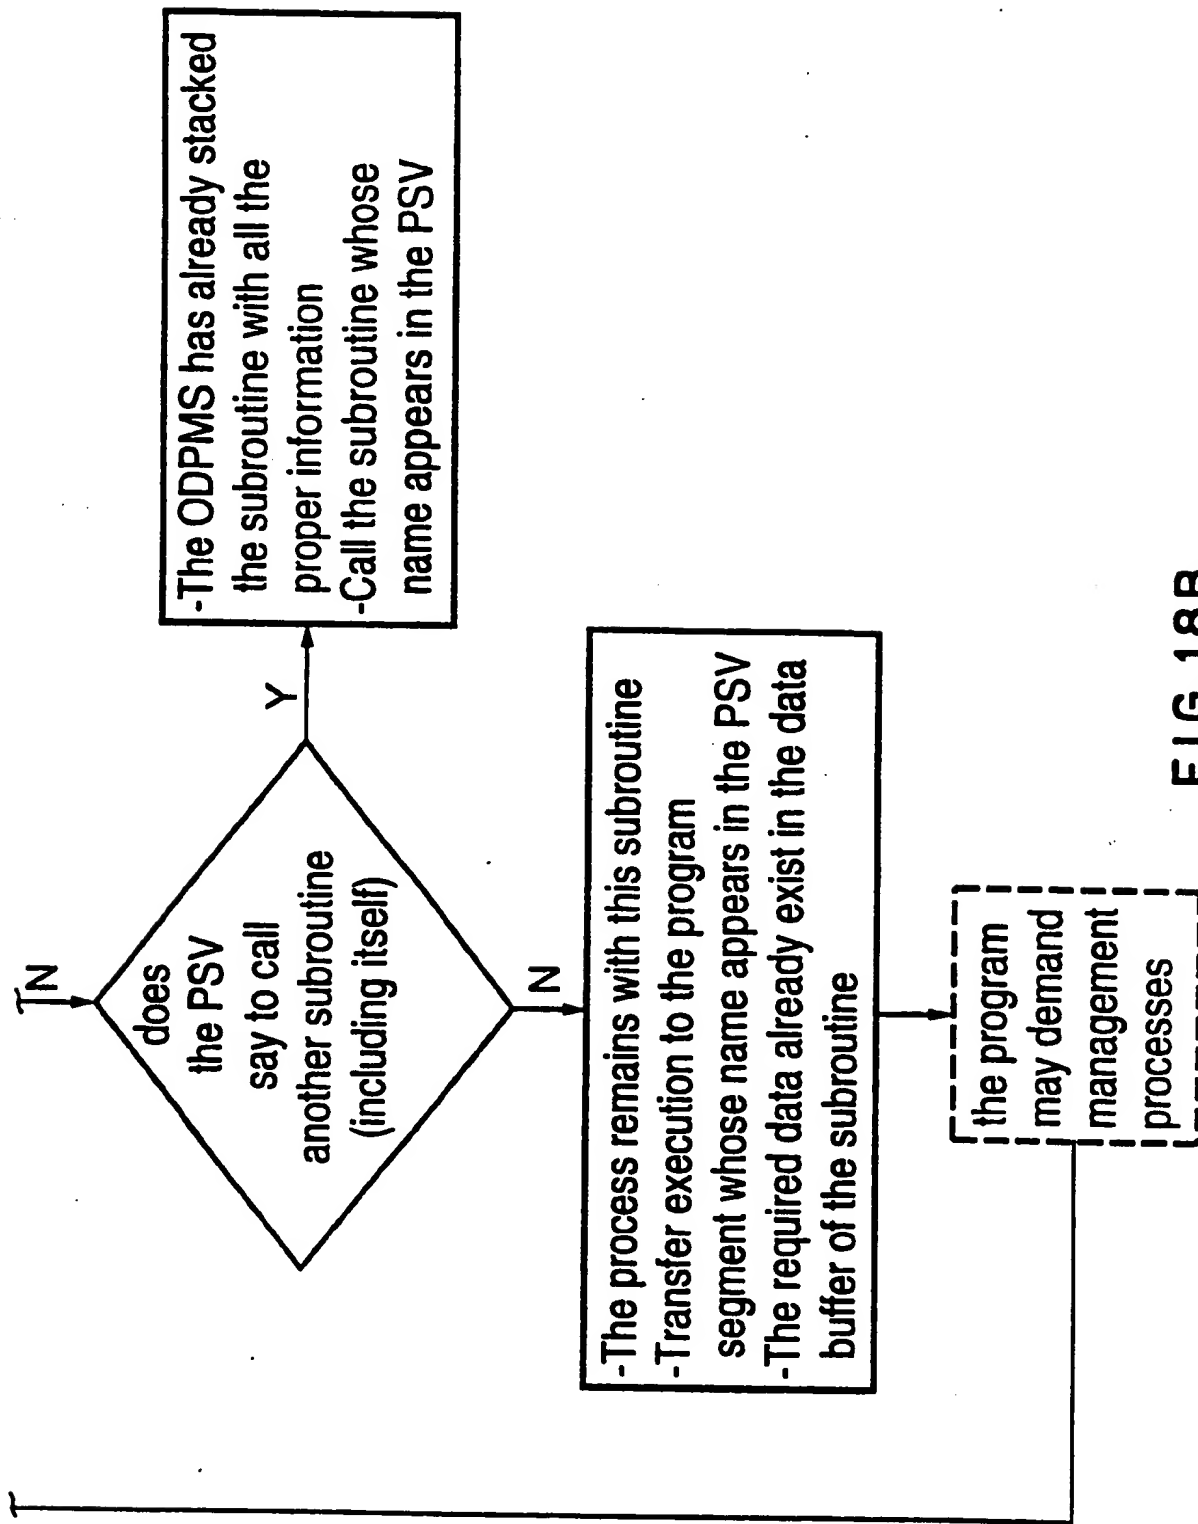 N
does
the PSV
say to call
another subroutine
(including itself)
Y
-The ODPMS has already stacked
the subroutine with all the
proper information
-Call the subroutine whose
name appears in the PSV
N
-The process remains with this subroutine
-Transfer execution to the program
segment whose name appears in the PSV
-The required data already exist in the data
buffer of the subroutine
the program
may demand
management
processes
FIG. 18B